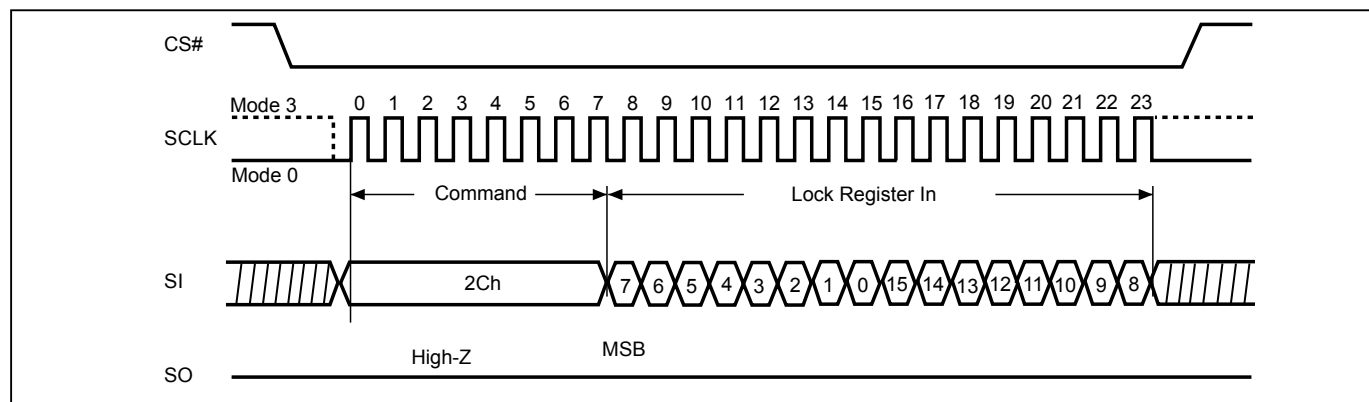 CS#
Mode 3 0 1 2 3 4 5 6 7 8 9 10 11 12 13 14 15 16 17 18 19 20 21 22 23
SCLK
Mode 0
Command Lock Register In
SI 2Ch 7 6 5 4 3 2 1 0 15 14 13 12 11 10 9 8
High-Z MSB
SO